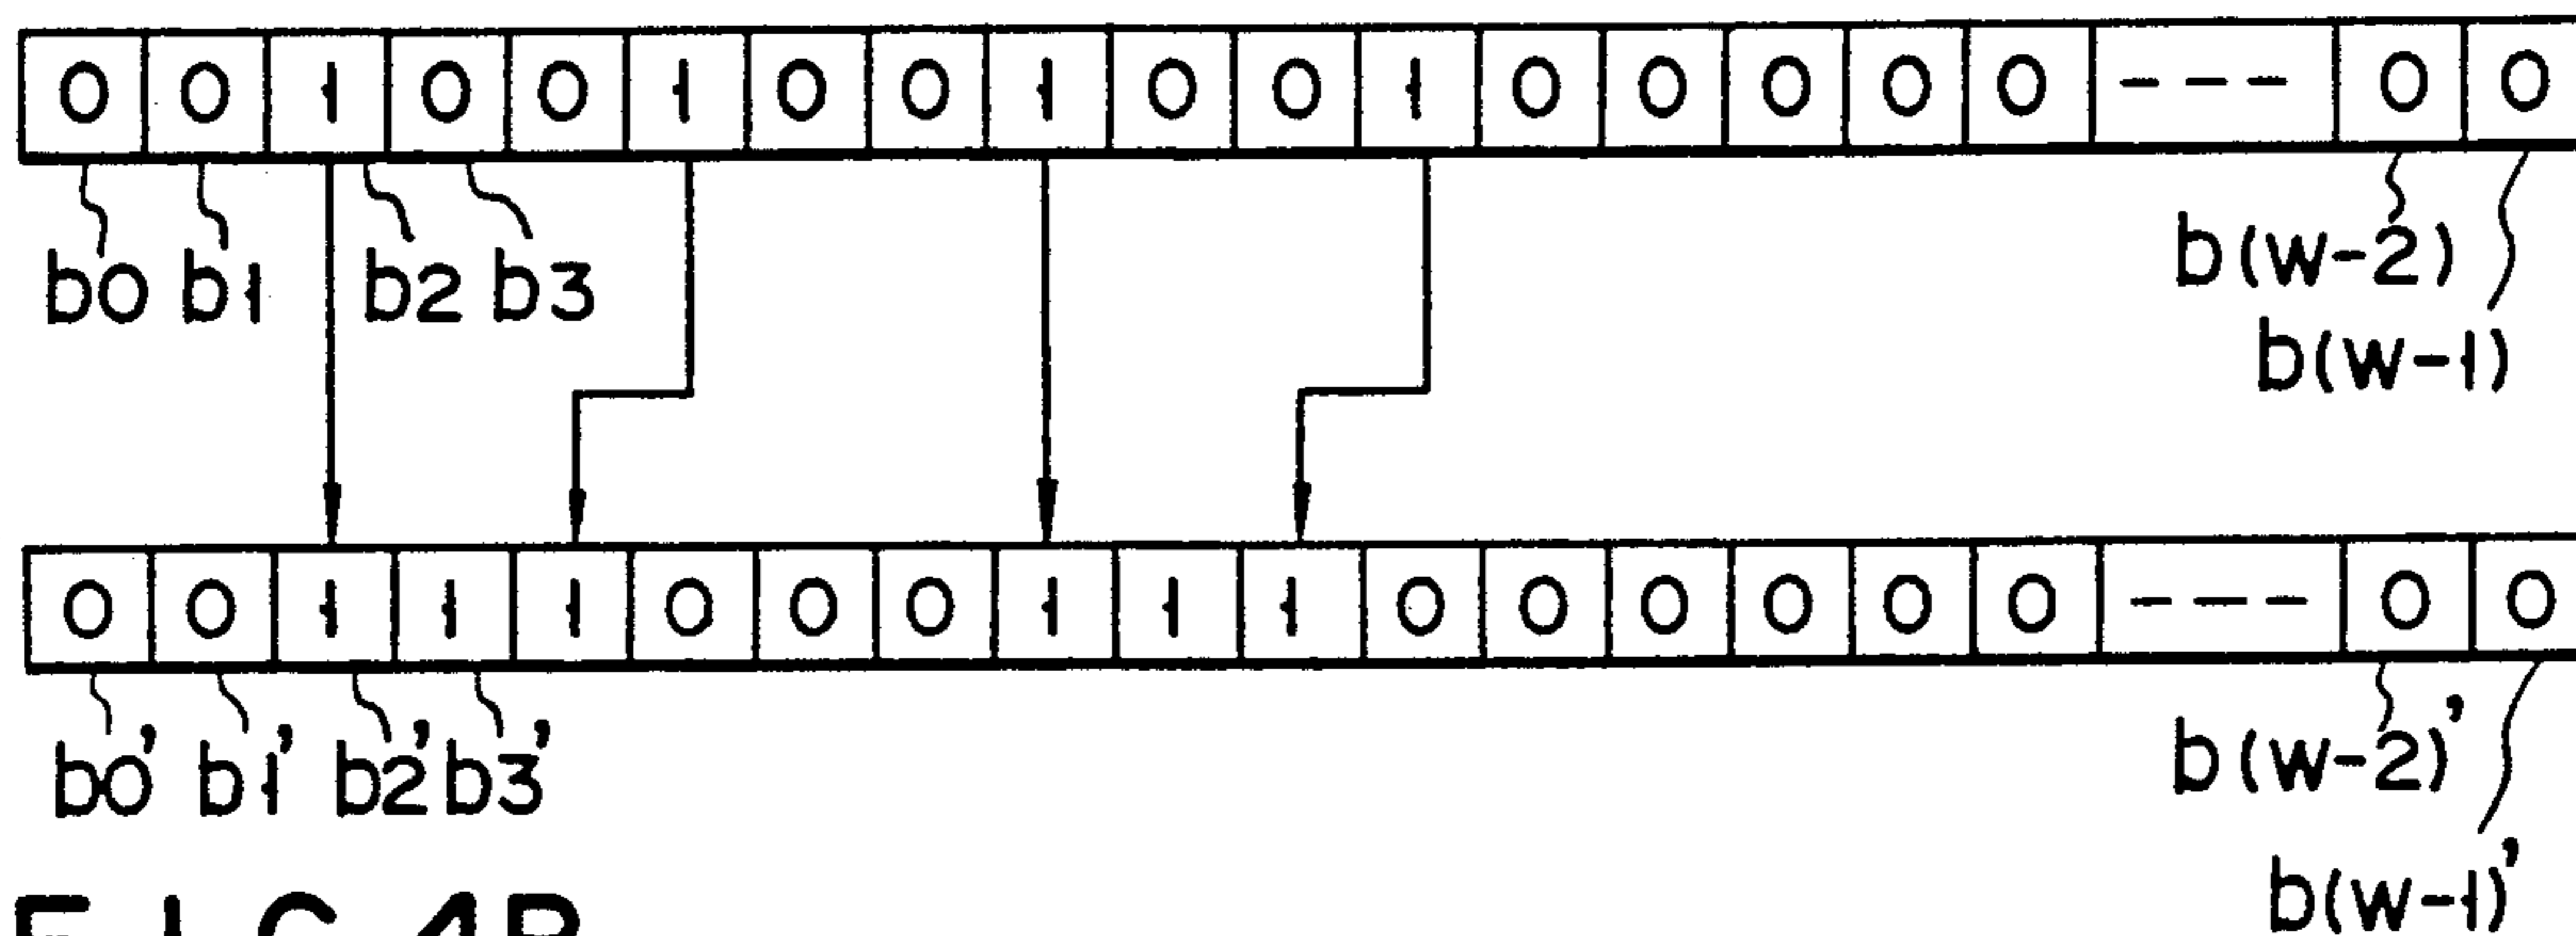 0 0 1 0 0 1 0 0 1 0 0 1 0 0 0 0 0 --- 0 0
b0 b1 b2 b3 b(w-2)
b(w-1)
0 0 1 1 1 0 0 0 1 1 1 0 0 0 0 0 0 --- 0 0
b0' b1' b2' b3' b(w-2)'
b(w-1)'